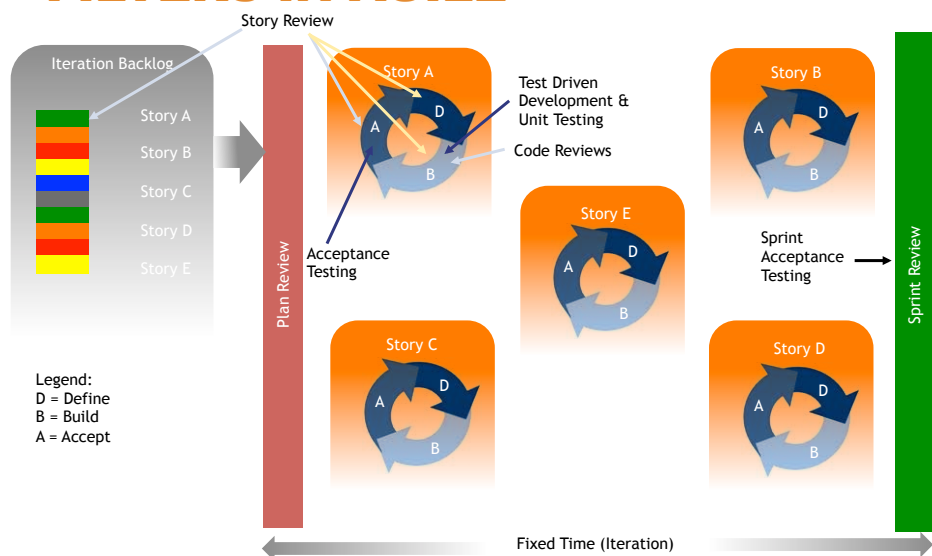 Story Review
Iteration Backlog
Story A
Story B
Story C
Story D
Story E
Plan Review
Story A
D
A
B
Test Driven
Development &
Unit Testing
Code Reviews
Acceptance
Testing
Story B
D
A
B
Story E
D
A
B
Sprint
Acceptance
Testing
Story C
D
A
B
Story D
D
A
B
Sprint Review
Legend:
D = Define
B = Build
A = Accept
Fixed Time (Iteration)